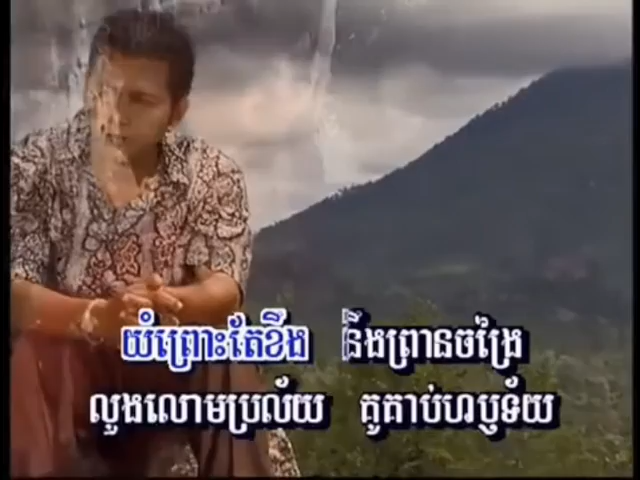 យំព្រោះតែខឹង នឹងព្រានចង្រៃ
លួងលោមប្រល័យ គូគាប់ហឫទ័យ